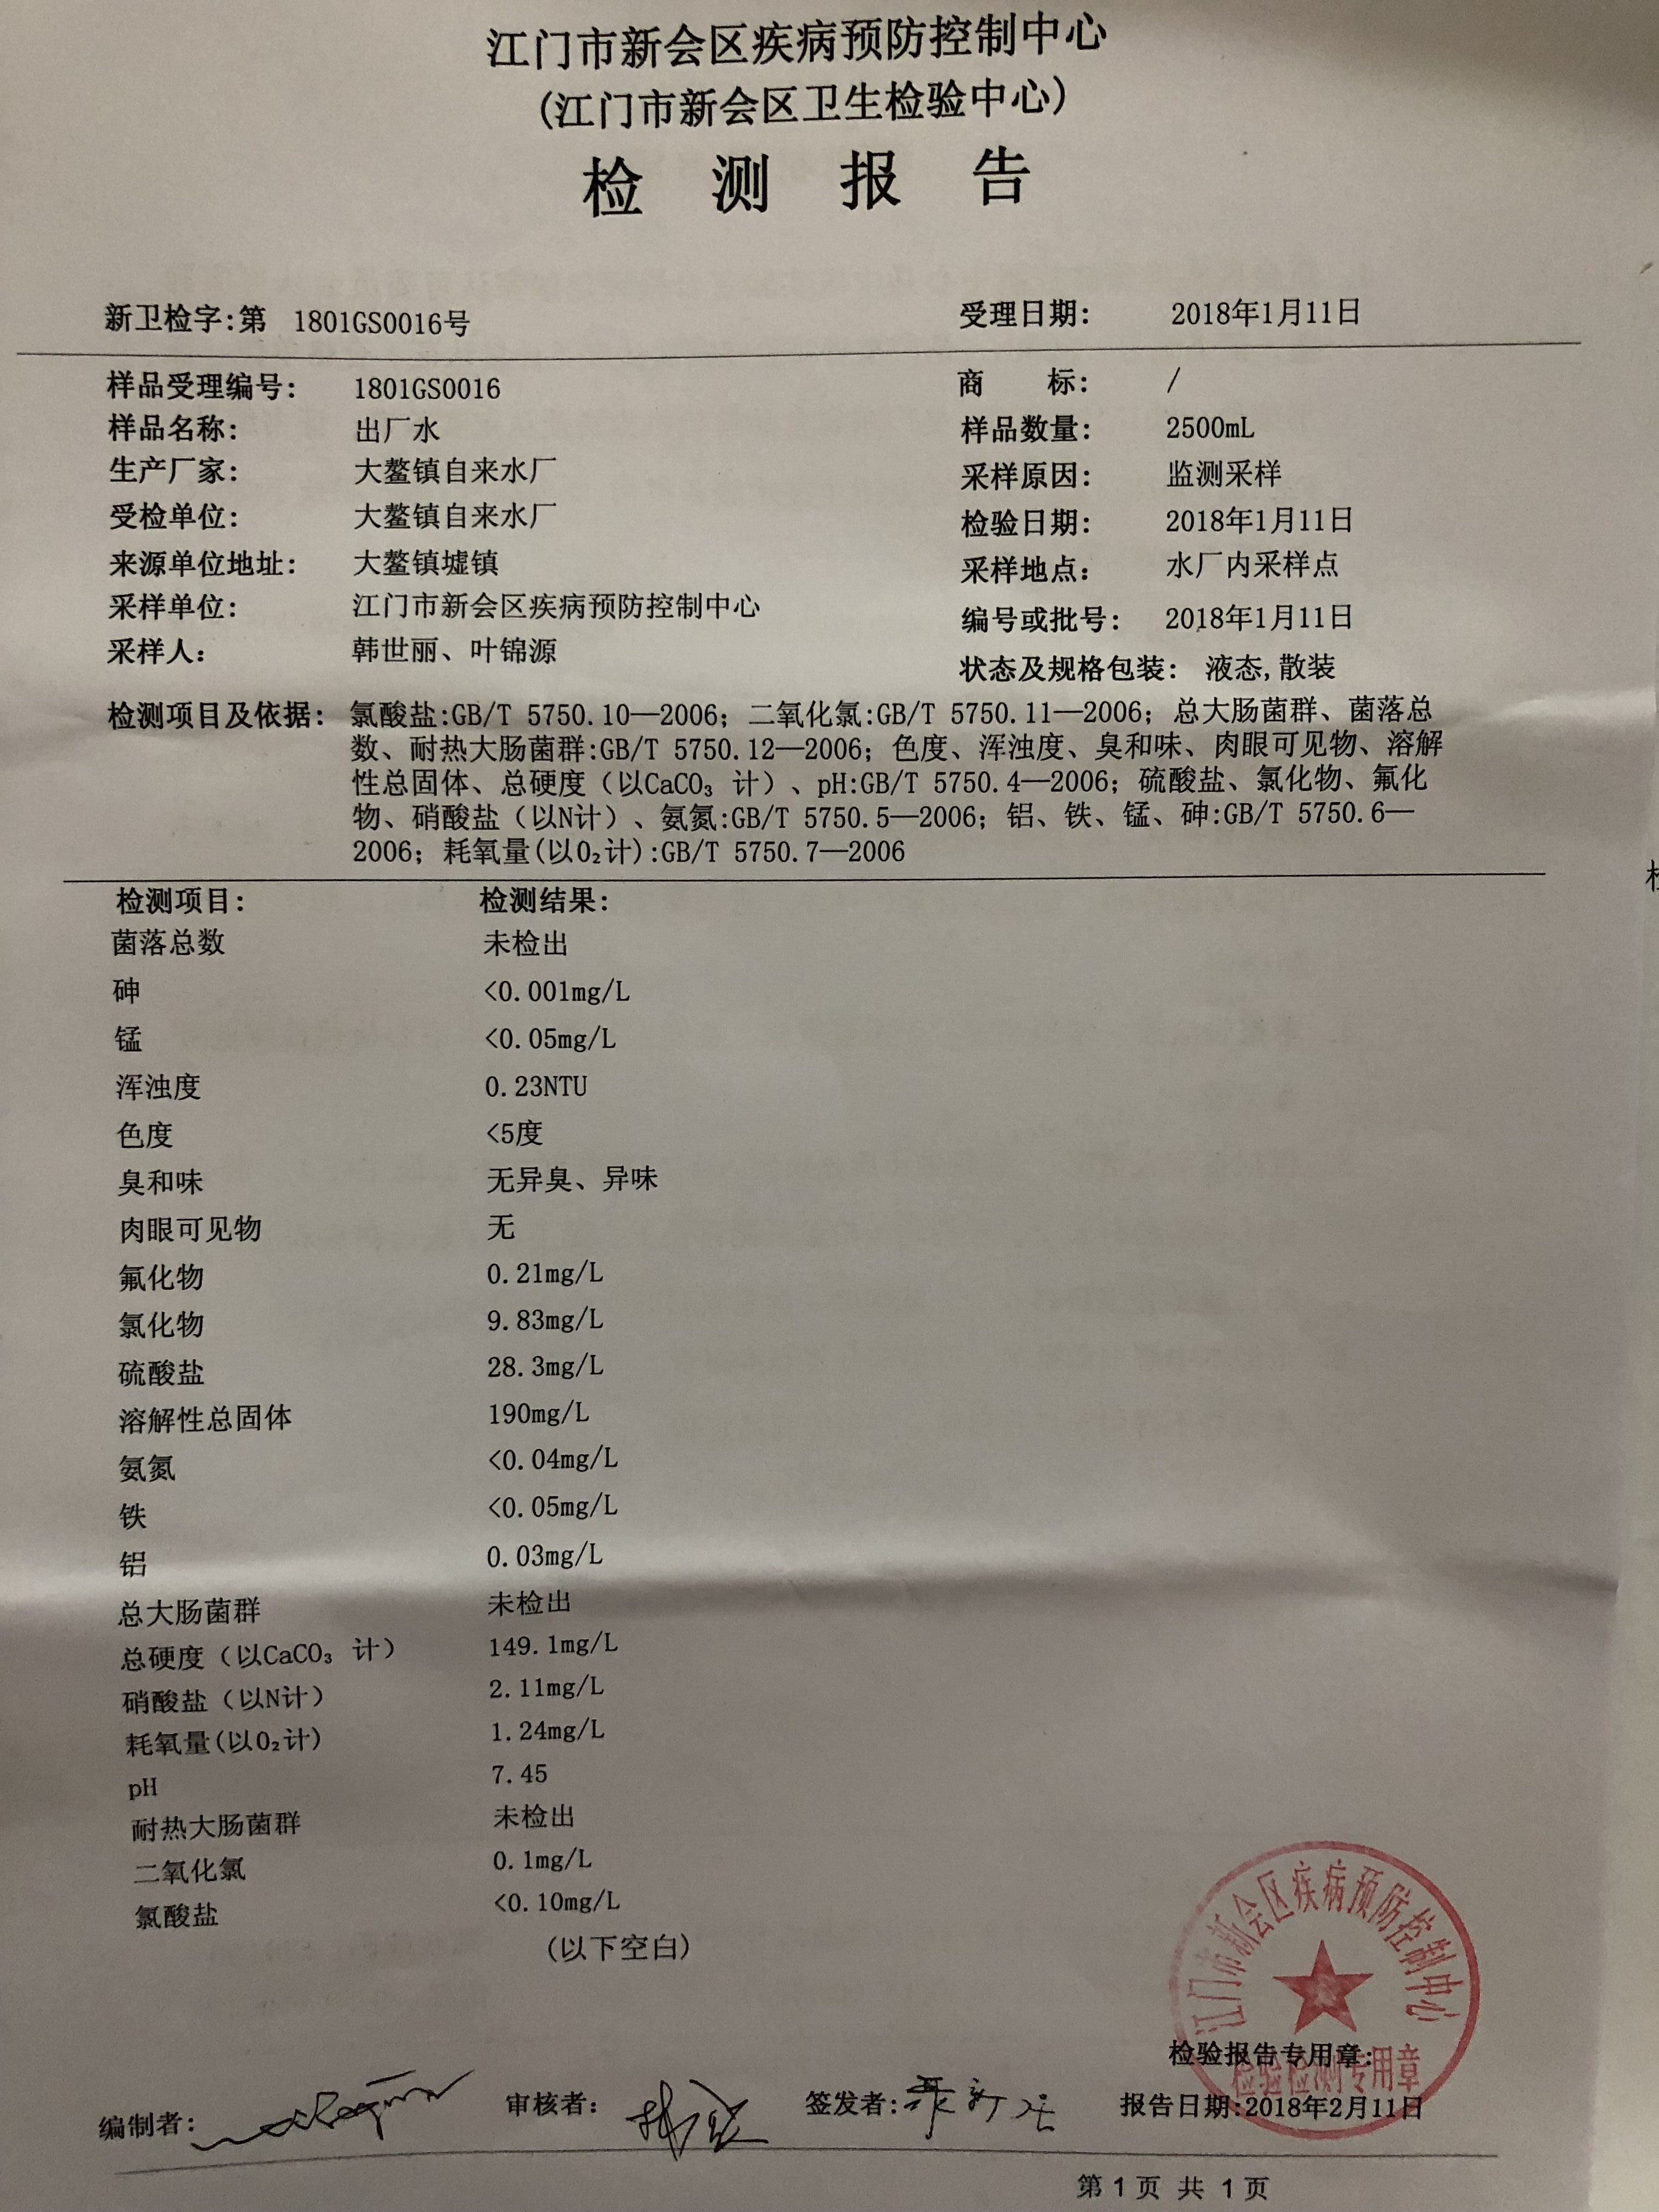 江门市新会区疾病预防控制中心
(江门市新会区卫生检验中心)
检 测 报 告
新卫检字:第 1801GS0016号 受理日期: 2018年1月11日
样品受理编号: 1801GS0016 商 标: /
样品名称: 出厂水 样品数量: 2500mL
生产厂家: 大鳌镇自来水厂 采样原因: 监测采样
受检单位: 大鳌镇自来水厂 检验日期: 2018年1月11日
来源单位地址: 大鳌镇墟镇 采样地点: 水厂内采样点
采样单位: 江门市新会区疾病预防控制中心 编号或批号: 2018年1月11日
采样人: 韩世丽、叶锦源 状态及规格包装: 液态,散装
检测项目及依据: 氯酸盐:GB/T 5750.10—2006; 二氧化氯:GB/T 5750.11—2006; 总大肠菌群、菌落总
数、耐热大肠菌群:GB/T 5750.12—2006; 色度、浑浊度、臭和味、肉眼可见物、溶解
性总固体、总硬度（以CaCO₃ 计）、pH:GB/T 5750.4—2006; 硫酸盐、氯化物、氟化
物、硝酸盐（以N计）、氨氮:GB/T 5750.5—2006; 铝、铁、锰、砷:GB/T 5750.6—
2006; 耗氧量(以O₂计):GB/T 5750.7—2006
检测项目: 检测结果:
菌落总数 未检出
砷 <0.001mg/L
锰 <0.05mg/L
浑浊度 0.23NTU
色度 <5度
臭和味 无异臭、异味
肉眼可见物 无
氟化物 0.21mg/L
氯化物 9.83mg/L
硫酸盐 28.3mg/L
溶解性总固体 190mg/L
氨氮 <0.04mg/L
铁 <0.05mg/L
铝 0.03mg/L
总大肠菌群 未检出
总硬度（以CaCO₃ 计） 149.1mg/L
硝酸盐（以N计） 2.11mg/L
耗氧量(以O₂计) 1.24mg/L
pH 7.45
耐热大肠菌群 未检出
二氧化氯 0.1mg/L
氯酸盐 <0.10mg/L
(以下空白)
江门市新会区疾病预防控制中心
检验报告专用章:
检验检测专用章
编制者: 审核者: 签发者: 报告日期:2018年2月11日
第 1 页 共 1 页